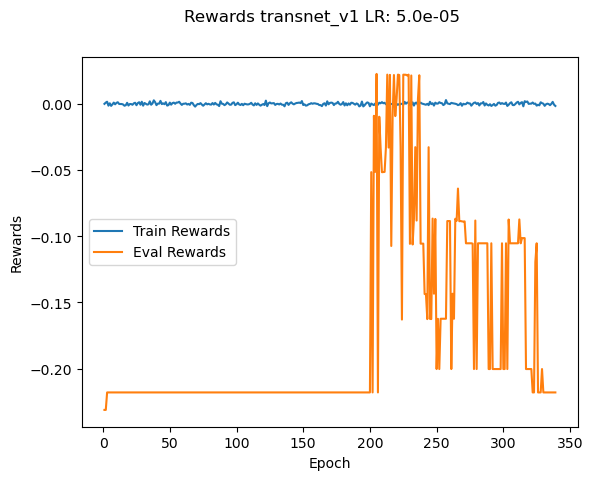 Rewards transnet_v1 LR: 5.0e-05
Rewards
0.00
−0.05
−0.10
−0.15
−0.20
Train Rewards
Eval Rewards
0 50 100 150 200 250 300 350
Epoch